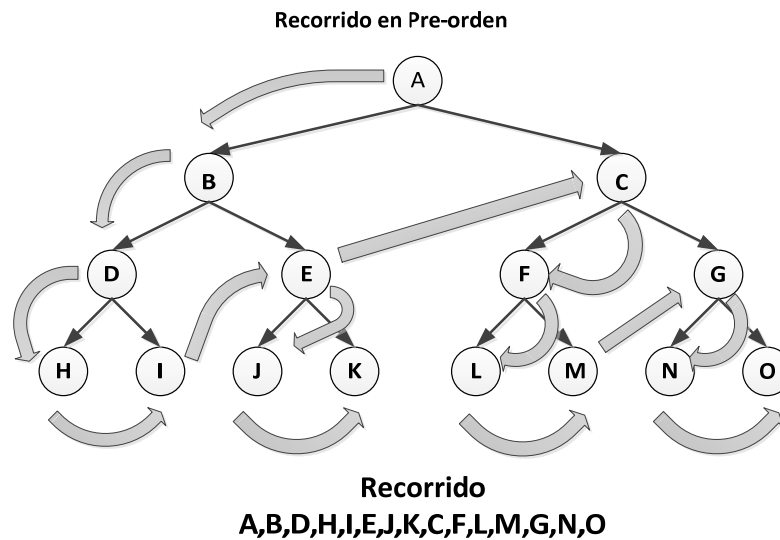 Recorrido en Pre-orden
A
B
C
D
E
F
G
H
I
J
K
L
M
N
O
Recorrido
A,B,D,H,I,E,J,K,C,F,L,M,G,N,O